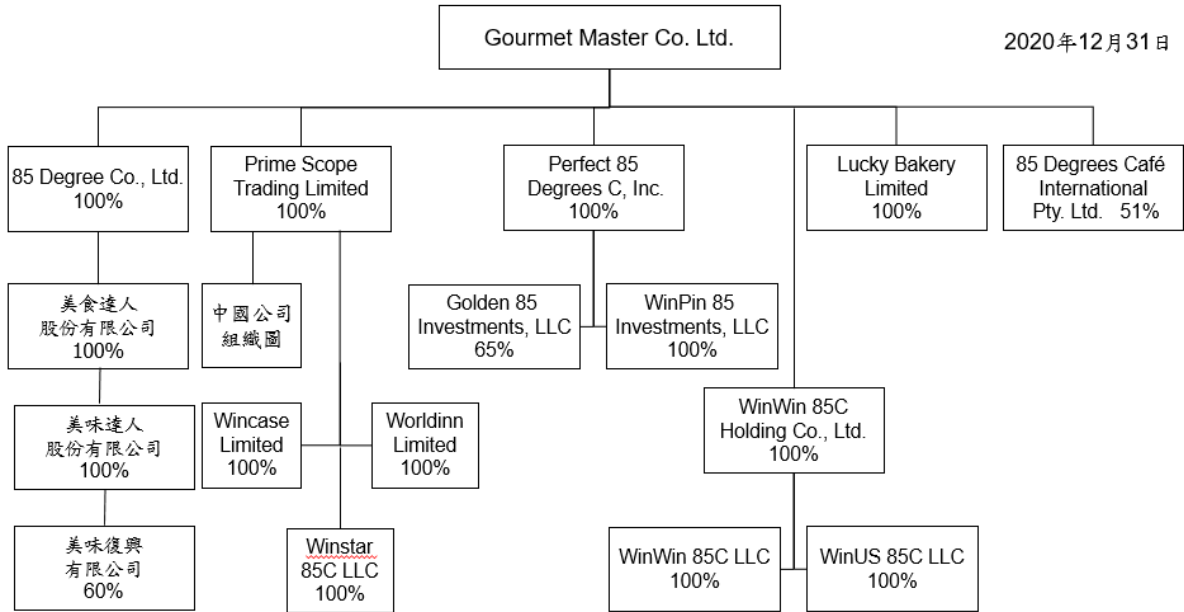 Gourmet Master Co. Ltd.
2020年12月31日
85 Degree Co., Ltd.
100%
Prime Scope
Trading Limited
100%
Perfect 85
Degrees C, Inc.
100%
Lucky Bakery
Limited
100%
85 Degrees Café
International
Pty. Ltd. 51%
美食達人
股份有限公司
100%
中國公司
組織圖
Golden 85
Investments, LLC
65%
WinPin 85
Investments, LLC
100%
美味達人
股份有限公司
100%
Wincase
Limited
100%
Worldinn
Limited
100%
WinWin 85C
Holding Co., Ltd.
100%
美味復興
有限公司
60%
Winstar
85C LLC
100%
WinWin 85C LLC
100%
WinUS 85C LLC
100%